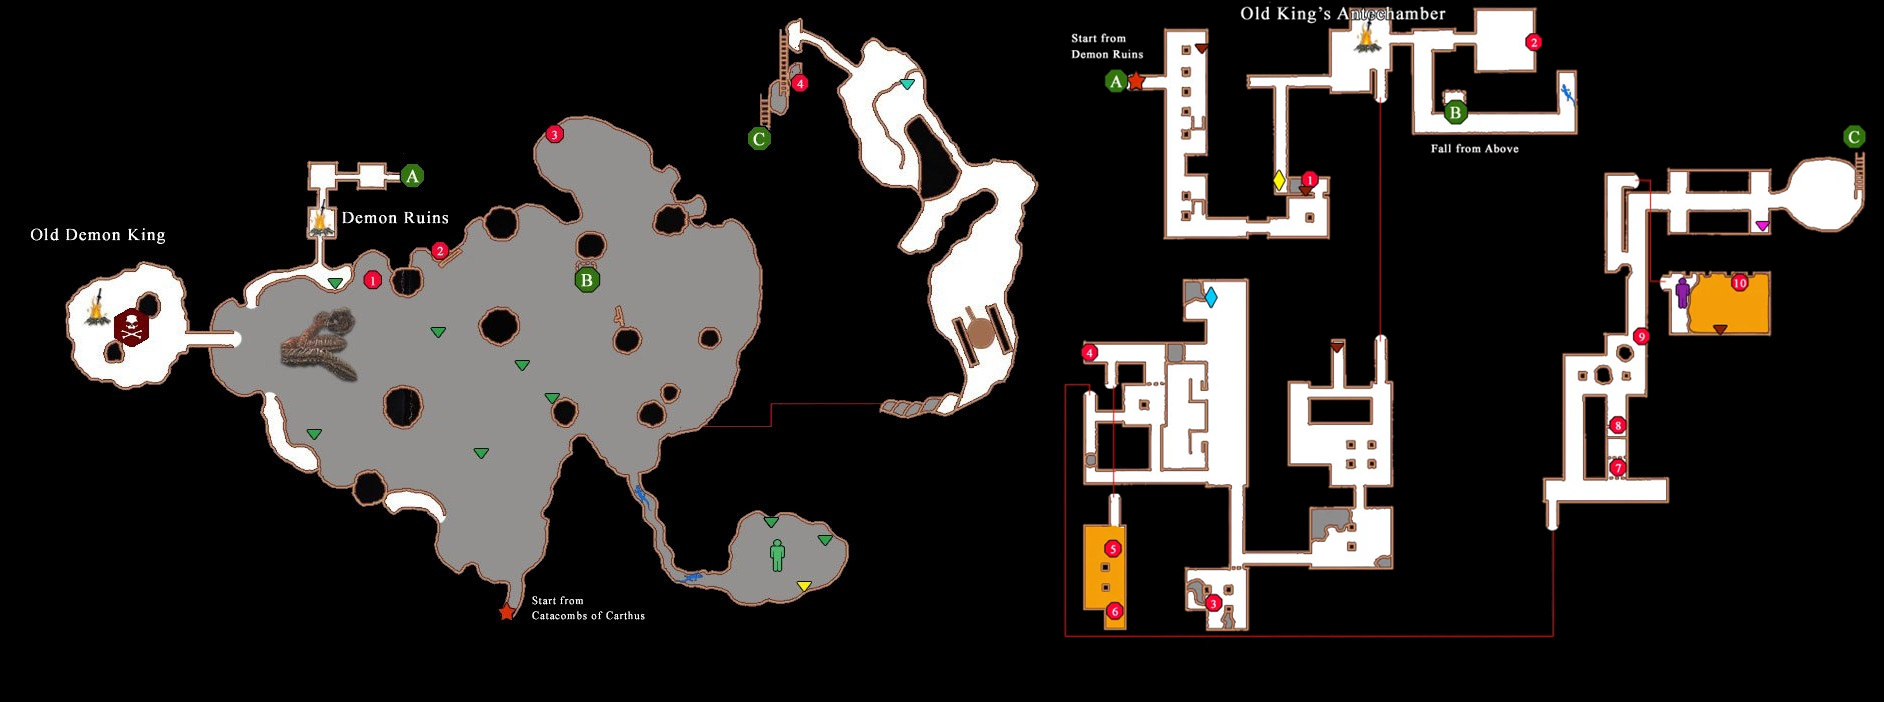 Old King's Antechamber
2
Start from
Demon Ruins
A
4
C
B
3
C
Fall from Above
A
1
Demon Ruins
Old Demon King
2
1
B
10
9
4
8
7
5
3
6
Start from
Catacombs of Carthus